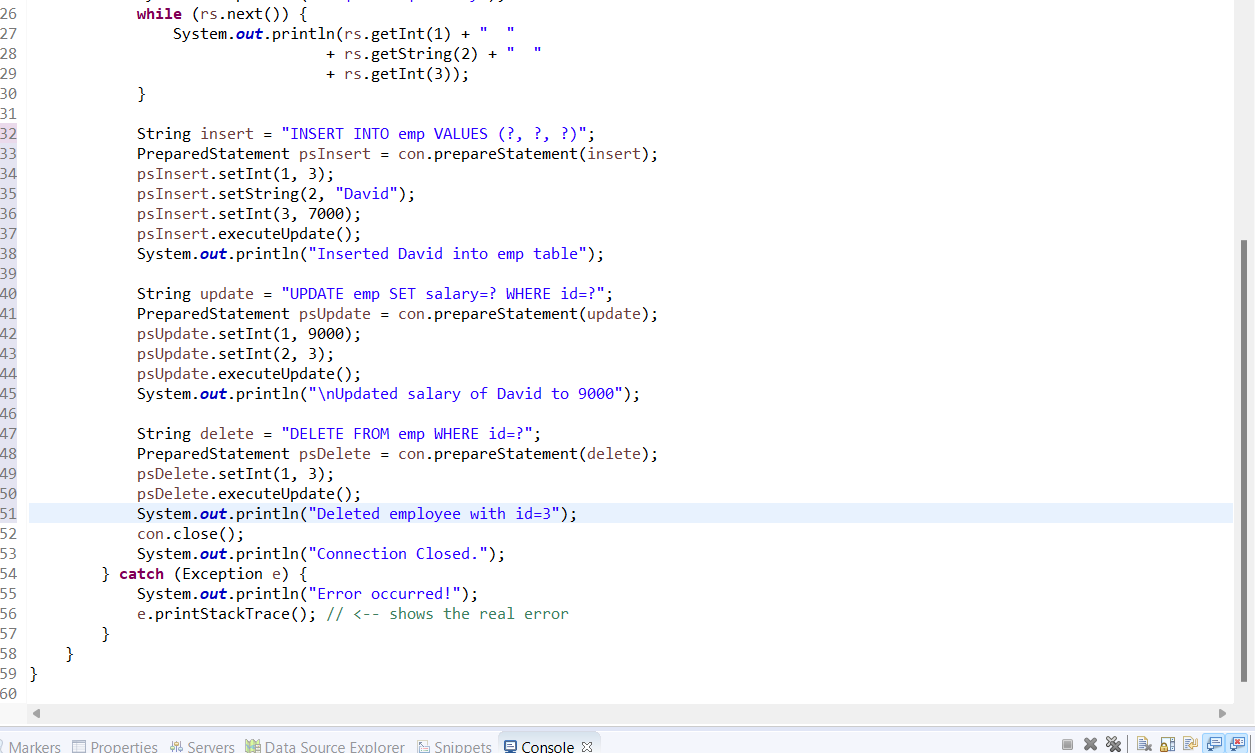 26 while (rs.next()) {
27 System.out.println(rs.getInt(1) + "  "
28 + rs.getString(2) + "  "
29 + rs.getInt(3));
30 }
31
32 String insert = "INSERT INTO emp VALUES (?, ?, ?)";
33 PreparedStatement psInsert = con.prepareStatement(insert);
34 psInsert.setInt(1, 3);
35 psInsert.setString(2, "David");
36 psInsert.setInt(3, 7000);
37 psInsert.executeUpdate();
38 System.out.println("Inserted David into emp table");
39
40 String update = "UPDATE emp SET salary=? WHERE id=?";
41 PreparedStatement psUpdate = con.prepareStatement(update);
42 psUpdate.setInt(1, 9000);
43 psUpdate.setInt(2, 3);
44 psUpdate.executeUpdate();
45 System.out.println("\nUpdated salary of David to 9000");
46
47 String delete = "DELETE FROM emp WHERE id=?";
48 PreparedStatement psDelete = con.prepareStatement(delete);
49 psDelete.setInt(1, 3);
50 psDelete.executeUpdate();
51 System.out.println("Deleted employee with id=3");
52 con.close();
53 System.out.println("Connection Closed.");
54 } catch (Exception e) {
55 System.out.println("Error occurred!");
56 e.printStackTrace(); // <-- shows the real error
57 }
58 }
59 }
60
Markers Properties Servers Data Source Explorer Snippets Console